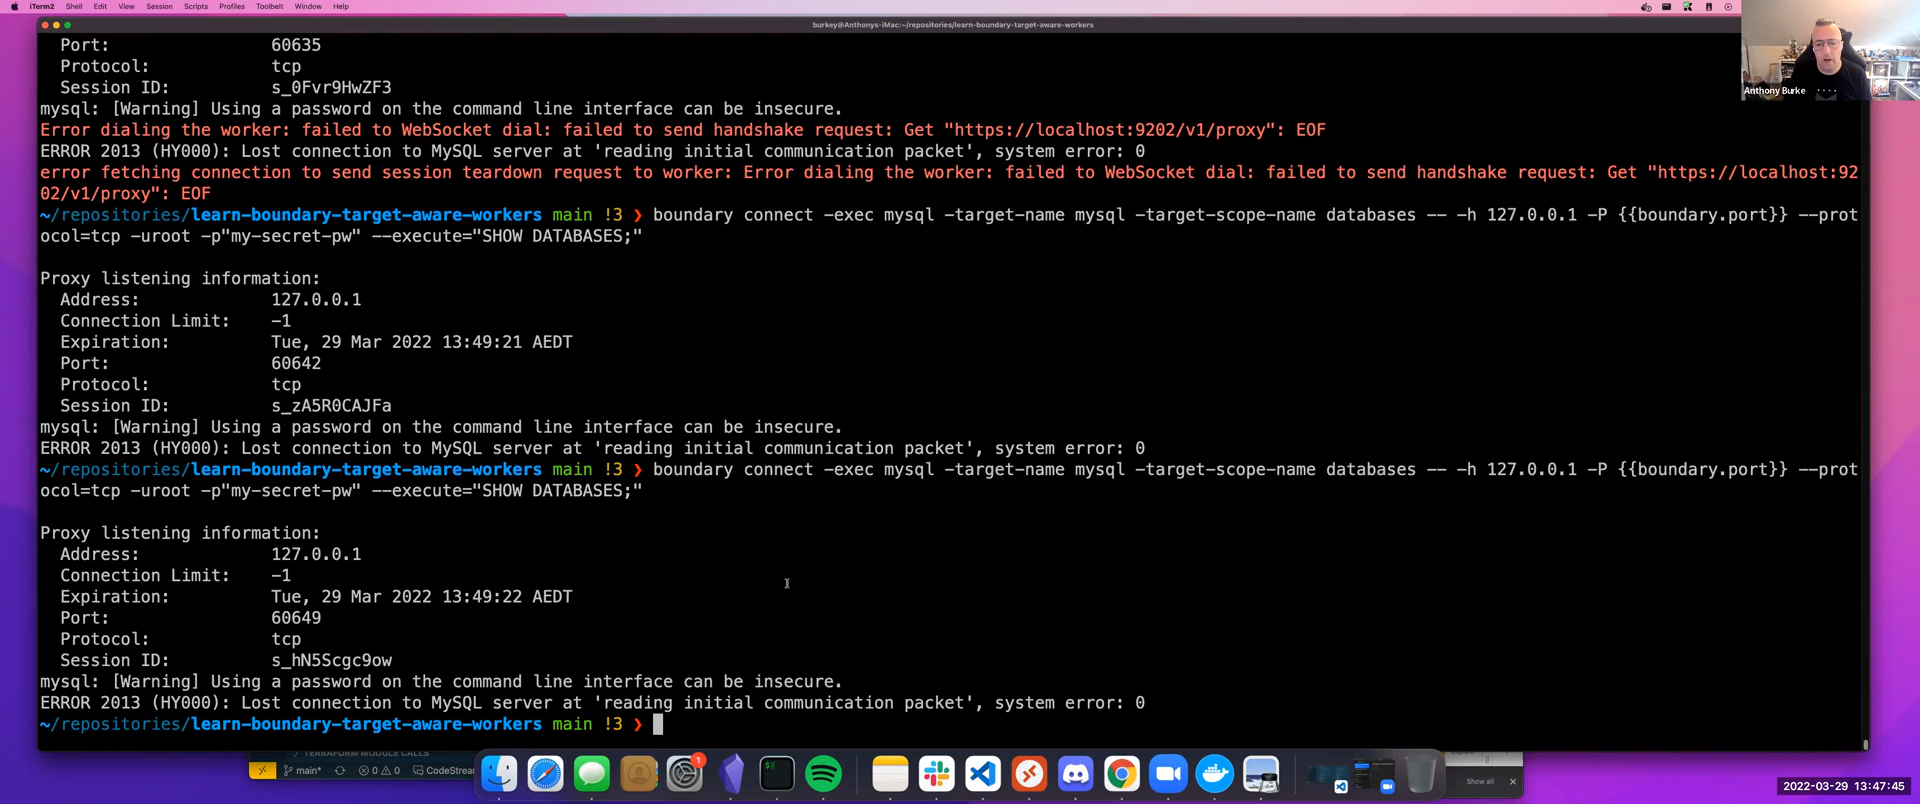 iTerm2 Shell Edit View Session Scripts Profiles Toolbelt Window Help
burkey@Anthonys-iMac:~/repositories/learn-boundary-target-aware-workers
Port: 60635
Protocol: tcp
Session ID: s_0Fvr9HwZF3
mysql: [Warning] Using a password on the command line interface can be insecure.
Error dialing the worker: failed to WebSocket dial: failed to send handshake request: Get "https://localhost:9202/v1/proxy": EOF
ERROR 2013 (HY000): Lost connection to MySQL server at 'reading initial communication packet', system error: 0
error fetching connection to send session teardown request to worker: Error dialing the worker: failed to WebSocket dial: failed to send handshake request: Get "https://localhost:92
02/v1/proxy": EOF
~/repositories/learn-boundary-target-aware-workers main !3 ❯ boundary connect -exec mysql -target-name mysql -target-scope-name databases -- -h 127.0.0.1 -P {{boundary.port}} --prot
ocol=tcp -uroot -p"my-secret-pw" --execute="SHOW DATABASES;"
Proxy listening information:
Address: 127.0.0.1
Connection Limit: -1
Expiration: Tue, 29 Mar 2022 13:49:21 AEDT
Port: 60642
Protocol: tcp
Session ID: s_zA5R0CAJFa
mysql: [Warning] Using a password on the command line interface can be insecure.
ERROR 2013 (HY000): Lost connection to MySQL server at 'reading initial communication packet', system error: 0
~/repositories/learn-boundary-target-aware-workers main !3 ❯ boundary connect -exec mysql -target-name mysql -target-scope-name databases -- -h 127.0.0.1 -P {{boundary.port}} --prot
ocol=tcp -uroot -p"my-secret-pw" --execute="SHOW DATABASES;"
Proxy listening information:
Address: 127.0.0.1
Connection Limit: -1
Expiration: Tue, 29 Mar 2022 13:49:22 AEDT
Port: 60649
Protocol: tcp
Session ID: s_hN5Scgc9ow
mysql: [Warning] Using a password on the command line interface can be insecure.
ERROR 2013 (HY000): Lost connection to MySQL server at 'reading initial communication packet', system error: 0
~/repositories/learn-boundary-target-aware-workers main !3 ❯
Anthony Burke
TERRAFORM MODULE CALLS
main* 0 0 CodeStream
1
Show all
2022-03-29 13:47:45